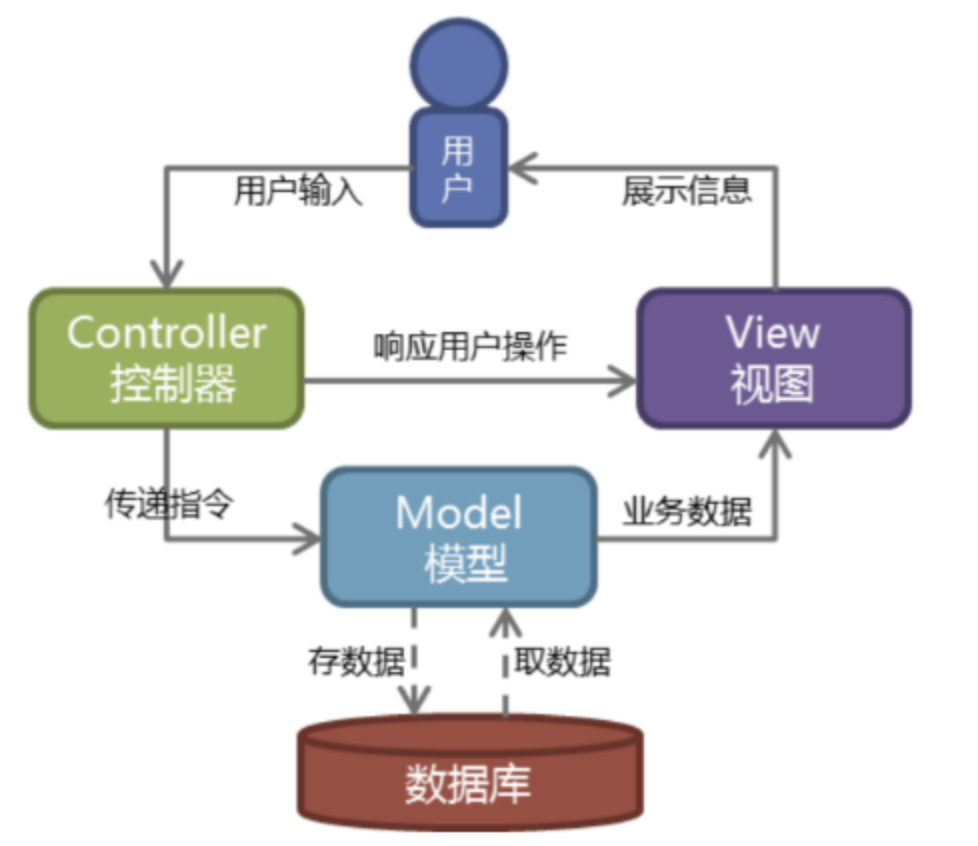 用
户
用户输入
展示信息
Controller
控制器
响应用户操作
View
视图
传递指令
Model
模型
业务数据
存数据
取数据
数据库